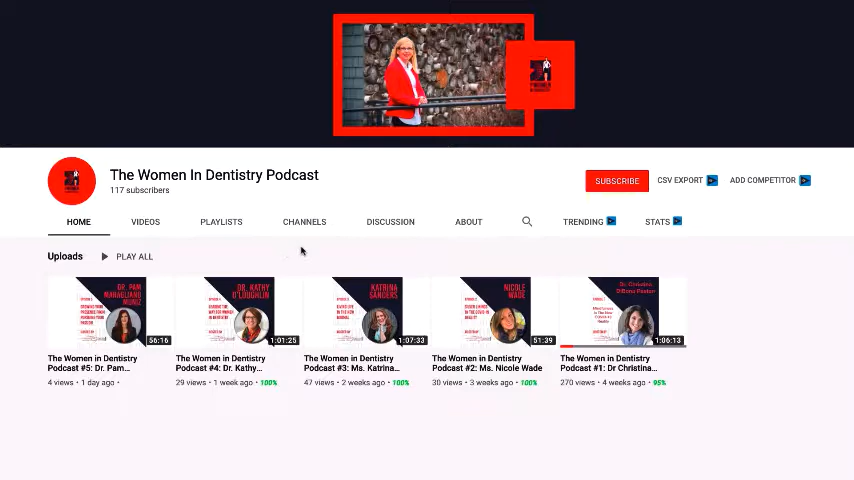 The Women In Dentistry Podcast
117 subscribers
SUBSCRIBE
CSV EXPORT
ADD COMPETITOR
HOME
VIDEOS
PLAYLISTS
CHANNELS
DISCUSSION
ABOUT
TRENDING
STATS
Uploads
PLAY ALL
DR. PAM
MARAGLIANO
MUNIZ
56:16
The Women in Dentistry
Podcast #5: Dr. Pam...
4 views • 1 day ago •
DR. KATHY
O'LOUGHLIN
1:01:25
The Women in Dentistry
Podcast #4: Dr. Kathy...
29 views • 1 week ago • 100%
KATRINA
SANDERS
1:07:33
The Women in Dentistry
Podcast #3: Ms. Katrina...
47 views • 2 weeks ago • 100%
NICOLE
WADE
51:39
The Women in Dentistry
Podcast #2: Ms. Nicole Wade
30 views • 3 weeks ago • 100%
Dr. Christina
DiBona Pastan
1:06:13
The Women in Dentistry
Podcast #1: Dr Christina...
270 views • 4 weeks ago • 95%